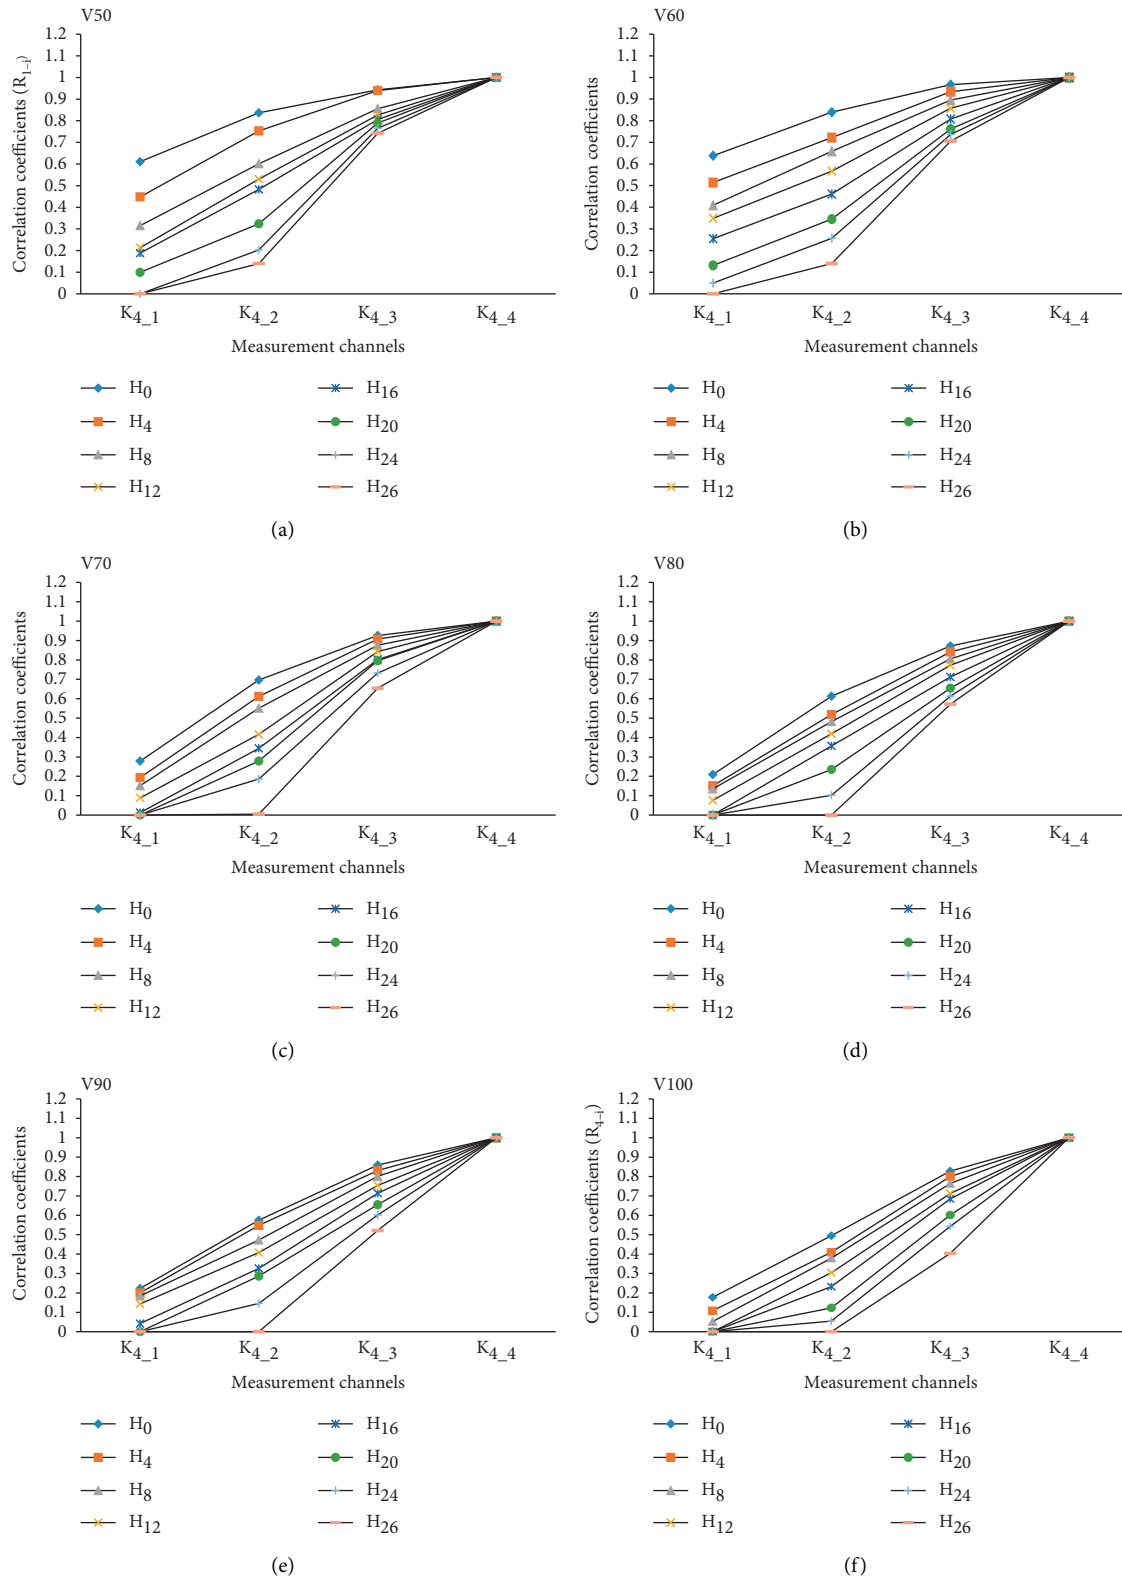 V50
1.2
1.1
1
0.9
0.8
0.7
0.6
0.5
0.4
0.3
0.2
0.1
0
Correlation coefficients (R1–i)
K4_1 K4_2 K4_3 K4_4
Measurement channels
H0 H16
H4 H20
H8 H24
H12 H26
(a)
V60
1.2
1.1
1
0.9
0.8
0.7
0.6
0.5
0.4
0.3
0.2
0.1
0
Correlation coefficients
K4_1 K4_2 K4_3 K4_4
Measurement channels
H0 H16
H4 H20
H8 H24
H12 H26
(b)
V70
1.2
1.1
1
0.9
0.8
0.7
0.6
0.5
0.4
0.3
0.2
0.1
0
Correlation coefficients
K4_1 K4_2 K4_3 K4_4
Measurement channels
H0 H16
H4 H20
H8 H24
H12 H26
(c)
V80
1.2
1.1
1
0.9
0.8
0.7
0.6
0.5
0.4
0.3
0.2
0.1
0
Correlation coefficients
K4_1 K4_2 K4_3 K4_4
Measurement channels
H0 H16
H4 H20
H8 H24
H12 H26
(d)
V90
1.2
1.1
1
0.9
0.8
0.7
0.6
0.5
0.4
0.3
0.2
0.1
0
Correlation coefficients
K4_1 K4_2 K4_3 K4_4
Measurement channels
H0 H16
H4 H20
H8 H24
H12 H26
(e)
V100
1.2
1.1
1
0.9
0.8
0.7
0.6
0.5
0.4
0.3
0.2
0.1
0
Correlation coefficients (R4–i)
K4_1 K4_2 K4_3 K4_4
Measurement channels
H0 H16
H4 H20
H8 H24
H12 H26
(f)